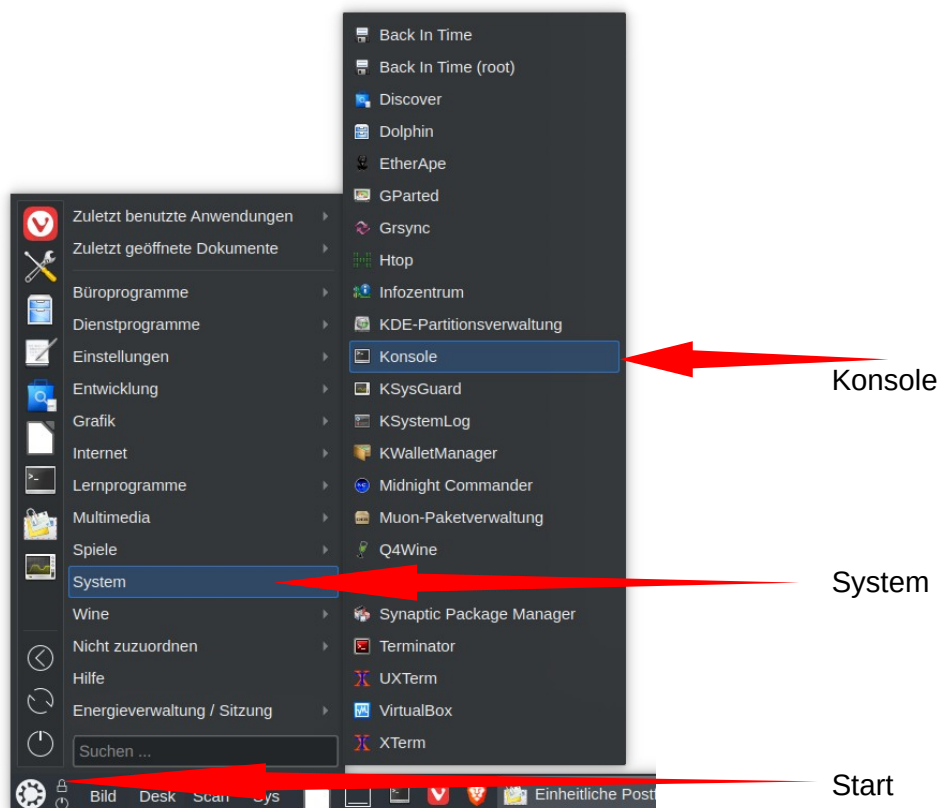 Back In Time
Back In Time (root)
Discover
Dolphin
EtherApe
GParted
Grsync
Htop
Infozentrum
KDE-Partitionsverwaltung
Konsole
KSysGuard
KSystemLog
KWalletManager
Midnight Commander
Muon-Paketverwaltung
Q4Wine
Synaptic Package Manager
Terminator
UXTerm
VirtualBox
XTerm
Zuletzt benutzte Anwendungen
Zuletzt geöffnete Dokumente
Büroprogramme
Dienstprogramme
Einstellungen
Entwicklung
Grafik
Internet
Lernprogramme
Multimedia
Spiele
System
Wine
Nicht zuzuordnen
Hilfe
Energieverwaltung / Sitzung
Suchen ...
Bild Desk Scan Sys
Einheitliche Post
Konsole
System
Start